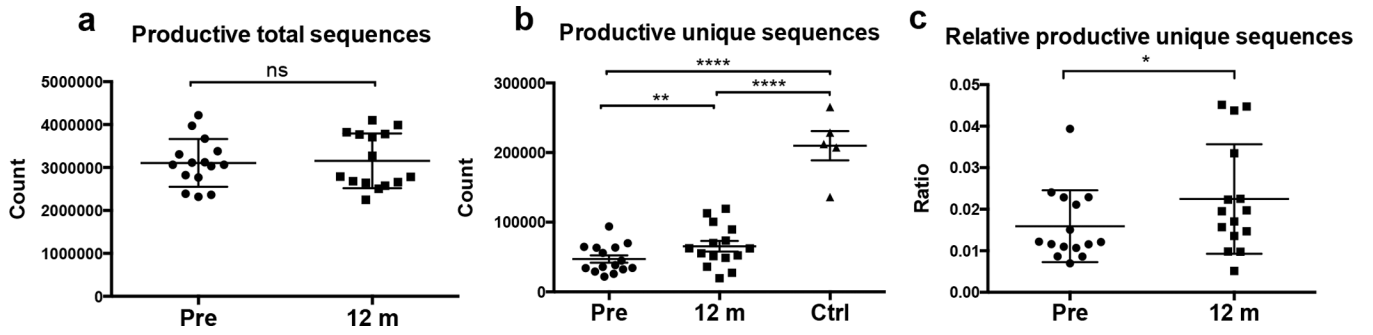 a
Productive total sequences
ns
5000000
4000000
3000000
2000000
1000000
0
Count
Pre
12 m
b
Productive unique sequences
****
**
****
300000
200000
100000
0
Count
Pre
12 m
Ctrl
c
Relative productive unique sequences
*
0.05
0.04
0.03
0.02
0.01
0.00
Ratio
Pre
12 m